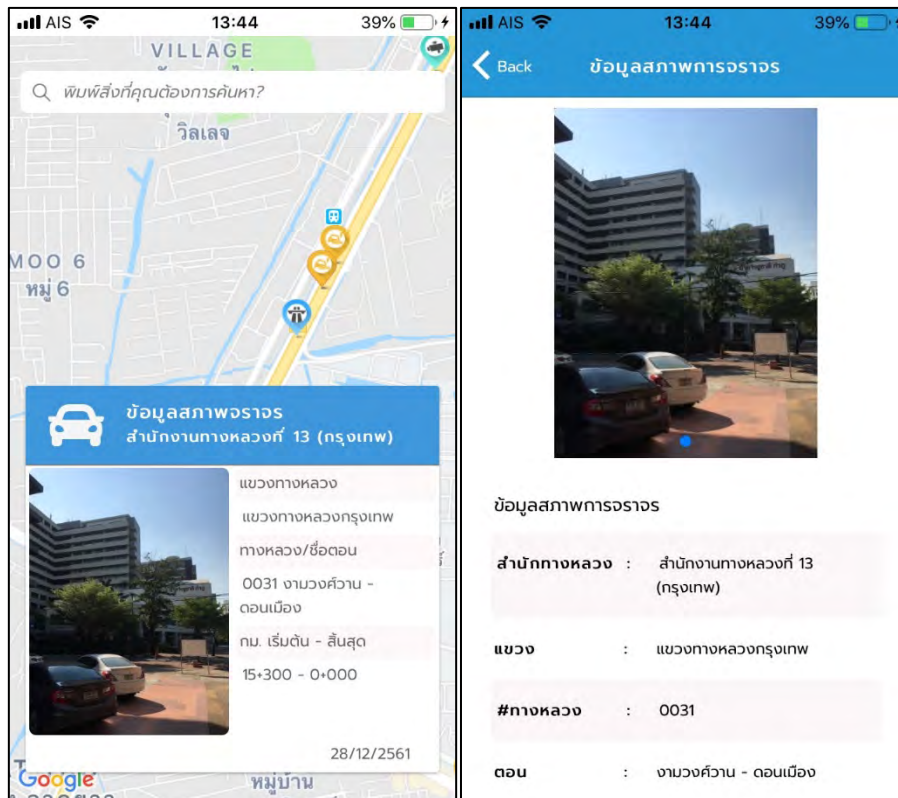 AIS
13:44
39%
VILLAGE
พิมพ์สิ่งที่คุณต้องการค้นหา?
วิลเลจ
MOO 6
หมู่ 6
ข้อมูลสภาพจราจร
สำนักงานทางหลวงที่ 13 (กรุงเทพ)
แขวงทางหลวง
แขวงทางหลวงกรุงเทพ
ทางหลวง/ชื่อตอน
0031 งามวงศ์วาน -
ดอนเมือง
กม. เริ่มต้น - สิ้นสุด
15+300 - 0+000
28/12/2561
Google
หมู่บ้าน
AIS
13:44
39%
Back
ข้อมูลสภาพการจราจร
ข้อมูลสภาพการจราจร
สำนักทางหลวง : สำนักงานทางหลวงที่ 13
(กรุงเทพ)
แขวง : แขวงทางหลวงกรุงเทพ
#ทางหลวง : 0031
ตอน : งามวงศ์วาน - ดอนเมือง